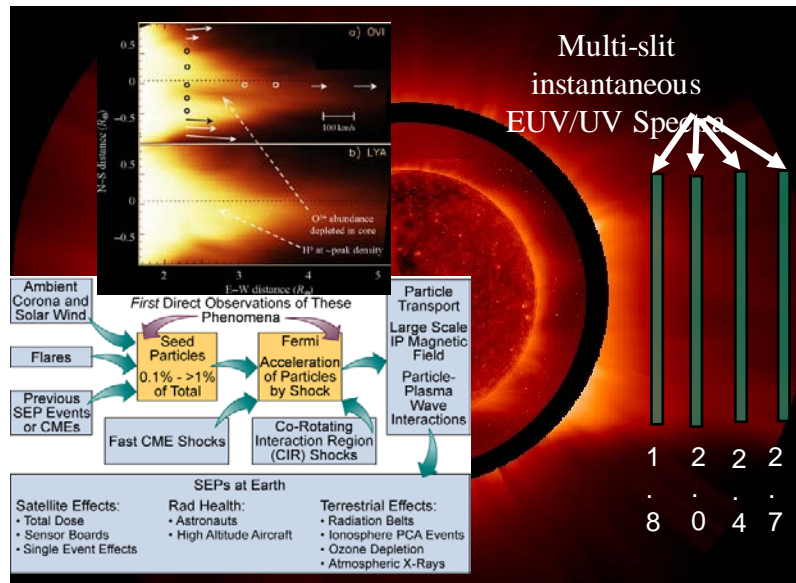 a) OVI
0.5
0
-0.5
100 km/s
b) LYA
0.5
0
-0.5
O5+ abundance
depleted in core
H0 at ~peak density
2
3
4
5
N-S distance (R
E-W distance (R
Multi-slit
instantaneous
EUV/UV Spectra
1.8
2.0
2.4
2.7
Ambient
Corona and
Solar Wind
Flares
Previous
SEP Events
or CMEs
First Direct Observations of These
Phenomena
Seed
Particles
0.1% - >1%
of Total
Fermi
Acceleration
of Particles
by Shock
Particle
Transport
Large Scale
IP Magnetic
Field
Particle-
Plasma
Wave
Interactions
Fast CME Shocks
Co-Rotating
Interaction Region
(CIR) Shocks
SEPs at Earth
Satellite Effects:
• Total Dose
• Sensor Boards
• Single Event Effects
Rad Health:
• Astronauts
• High Altitude Aircraft
Terrestrial Effects:
• Radiation Belts
• Ionosphere PCA Events
• Ozone Depletion
• Atmospheric X-Rays